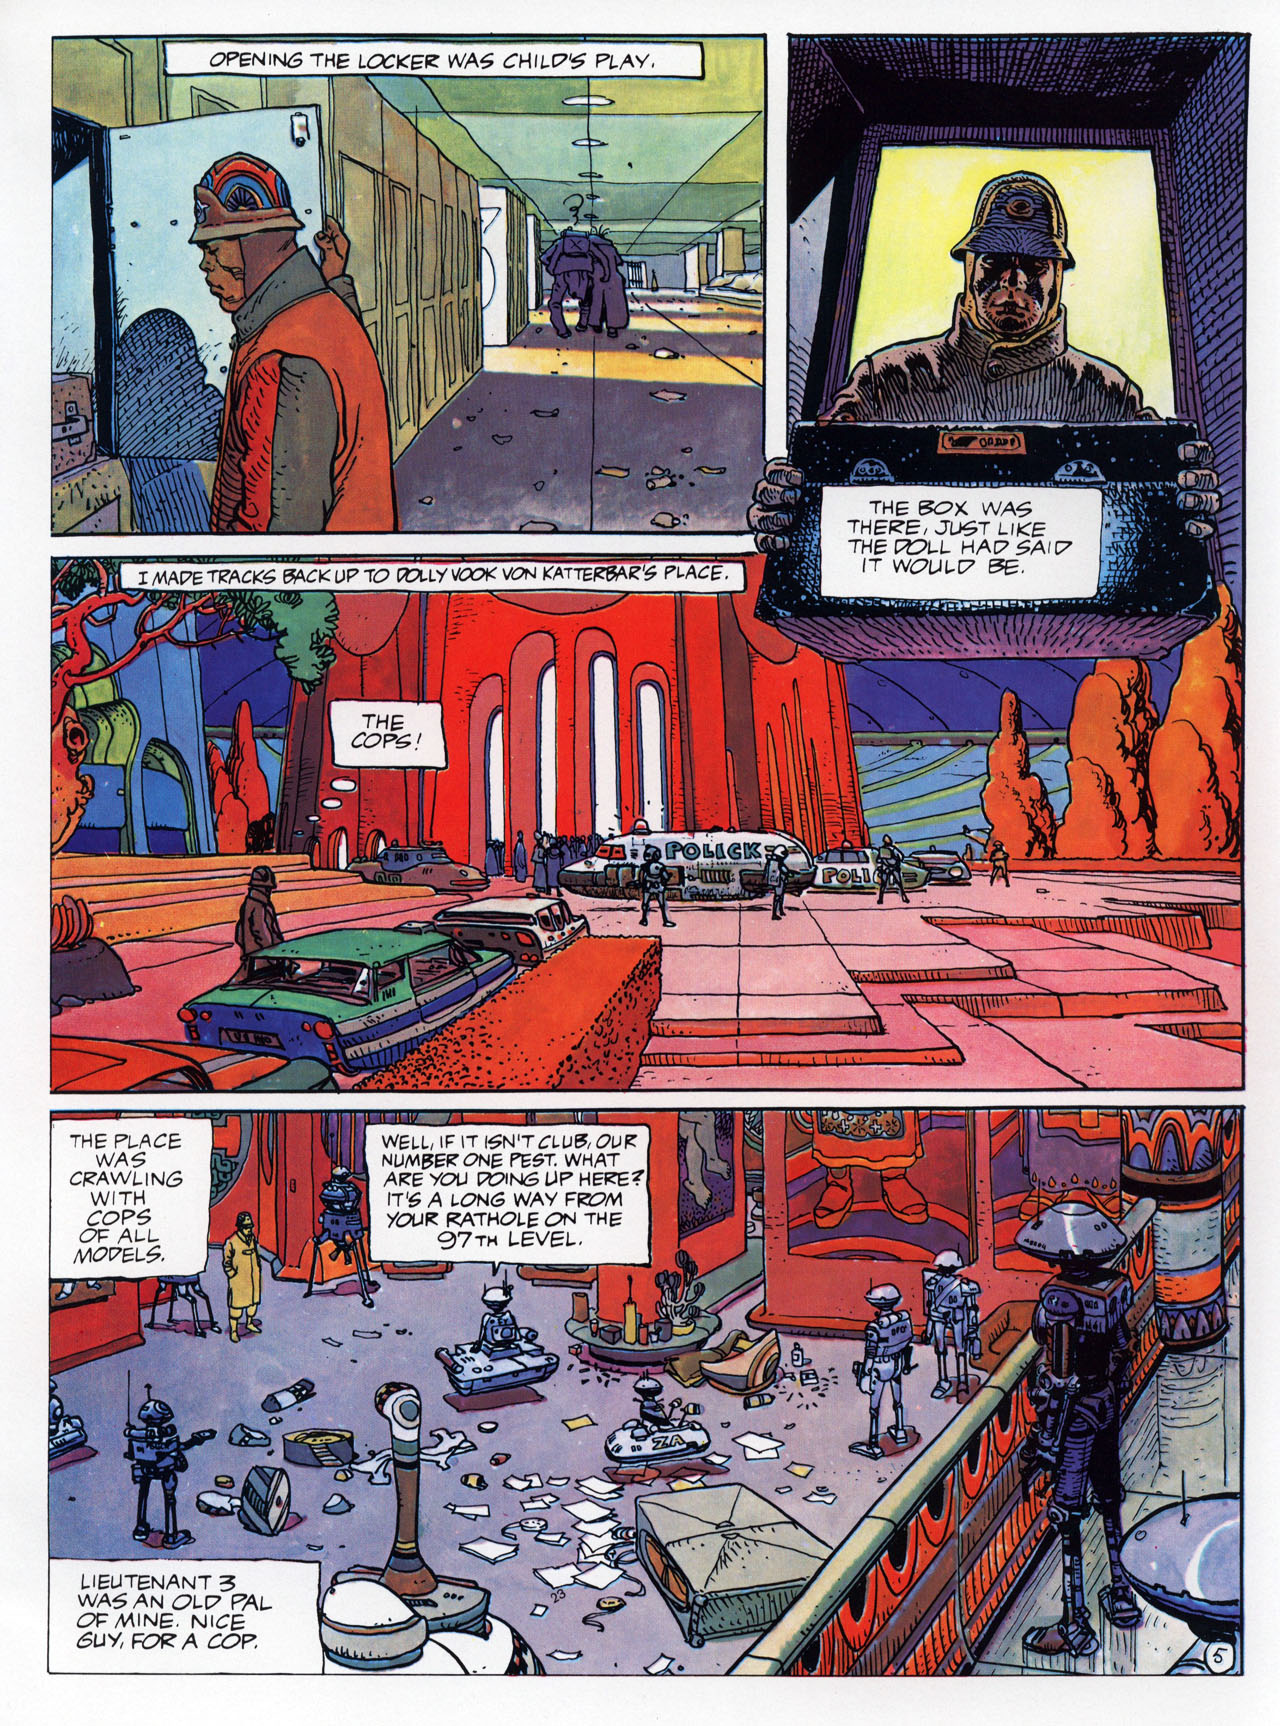 OPENING THE LOCKER WAS CHILD'S PLAY.
THE BOX WAS
THERE, JUST LIKE
THE DOLL HAD SAID
IT WOULD BE.
I MADE TRACKS BACK UP TO DOLLY VOOK VON KATTERBAR'S PLACE.
THE
COPS!
POLICK
POLIC
THE PLACE
WAS
CRAWLING
WITH
COPS
OF ALL
MODELS.
WELL, IF IT ISN'T CLUB, OUR
NUMBER ONE PEST. WHAT
ARE YOU DOING UP HERE?
IT'S A LONG WAY FROM
YOUR RATHOLE ON THE
97TH LEVEL.
ZA
23
LIEUTENANT 3
WAS AN OLD PAL
OF MINE. NICE
GUY, FOR A COP.
5